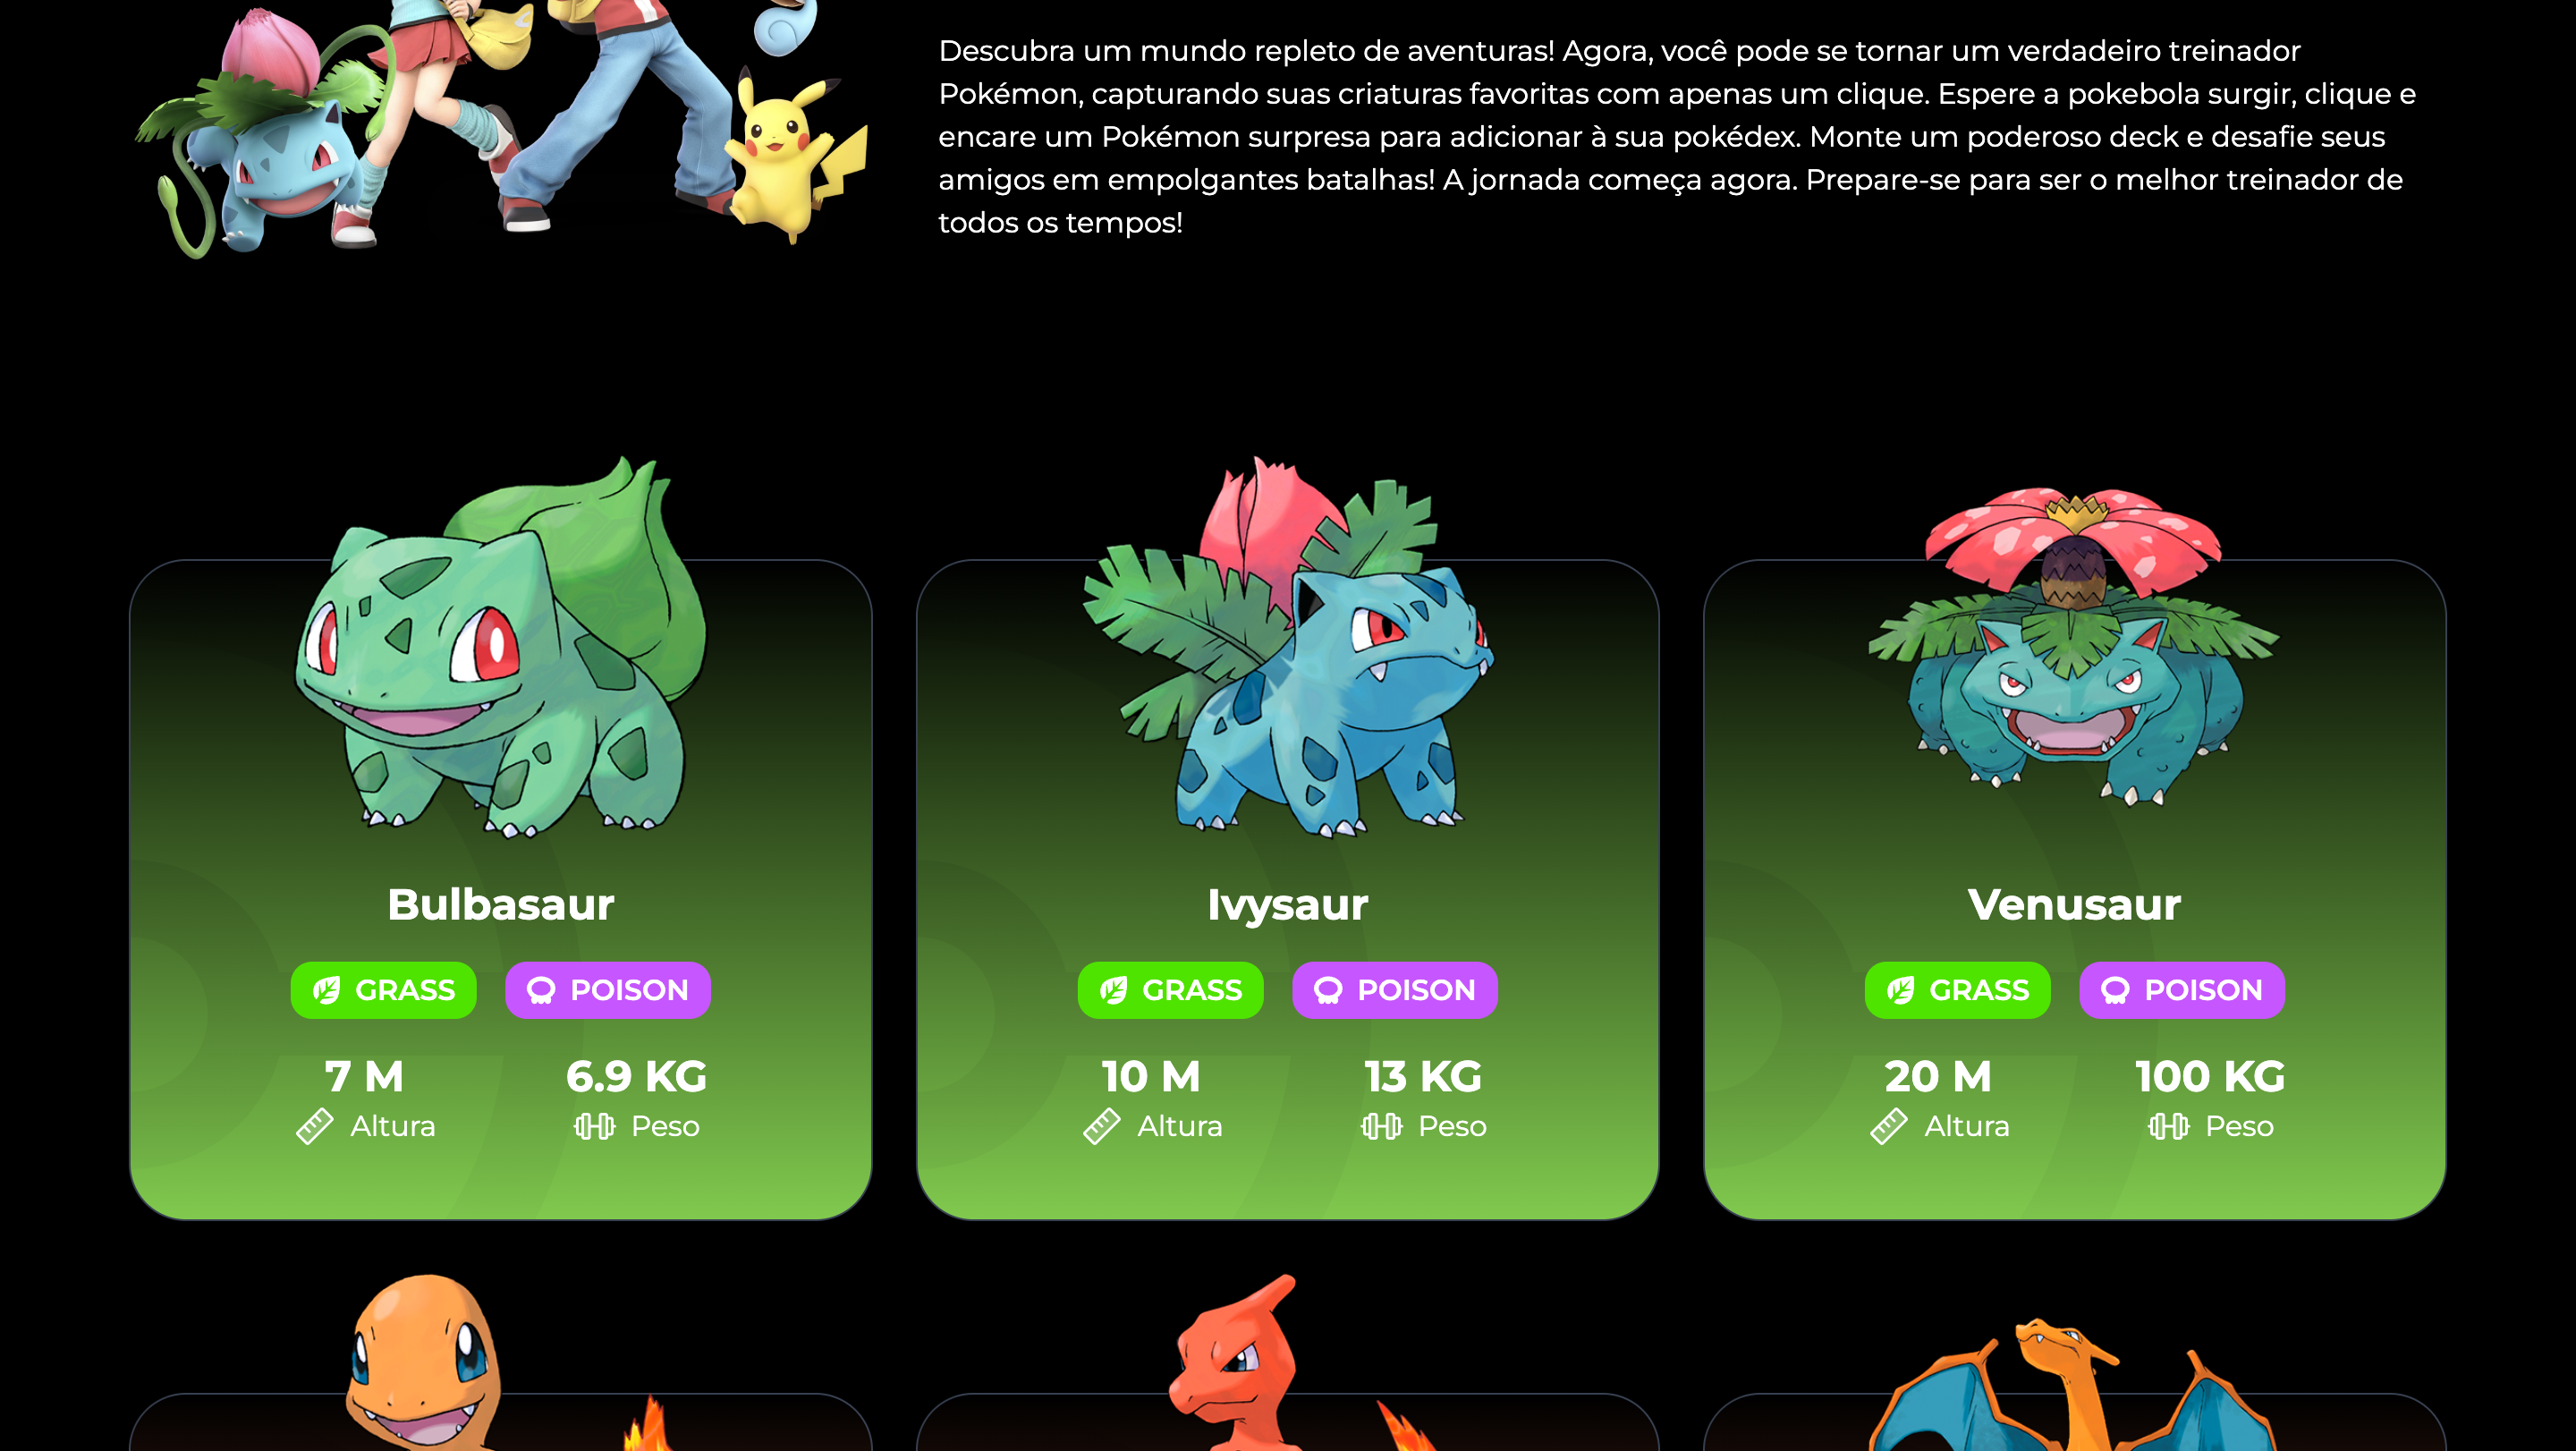 Descubra um mundo repleto de aventuras! Agora, você pode se tornar um verdadeiro treinador
Pokémon, capturando suas criaturas favoritas com apenas um clique. Espere a pokebola surgir, clique e
encare um Pokémon surpresa para adicionar à sua pokédex. Monte um poderoso deck e desafie seus
amigos em empolgantes batalhas! A jornada começa agora. Prepare-se para ser o melhor treinador de
todos os tempos!
Bulbasaur
GRASS POISON
7 M 6.9 KG
Altura Peso
Ivysaur
GRASS POISON
10 M 13 KG
Altura Peso
Venusaur
GRASS POISON
20 M 100 KG
Altura Peso